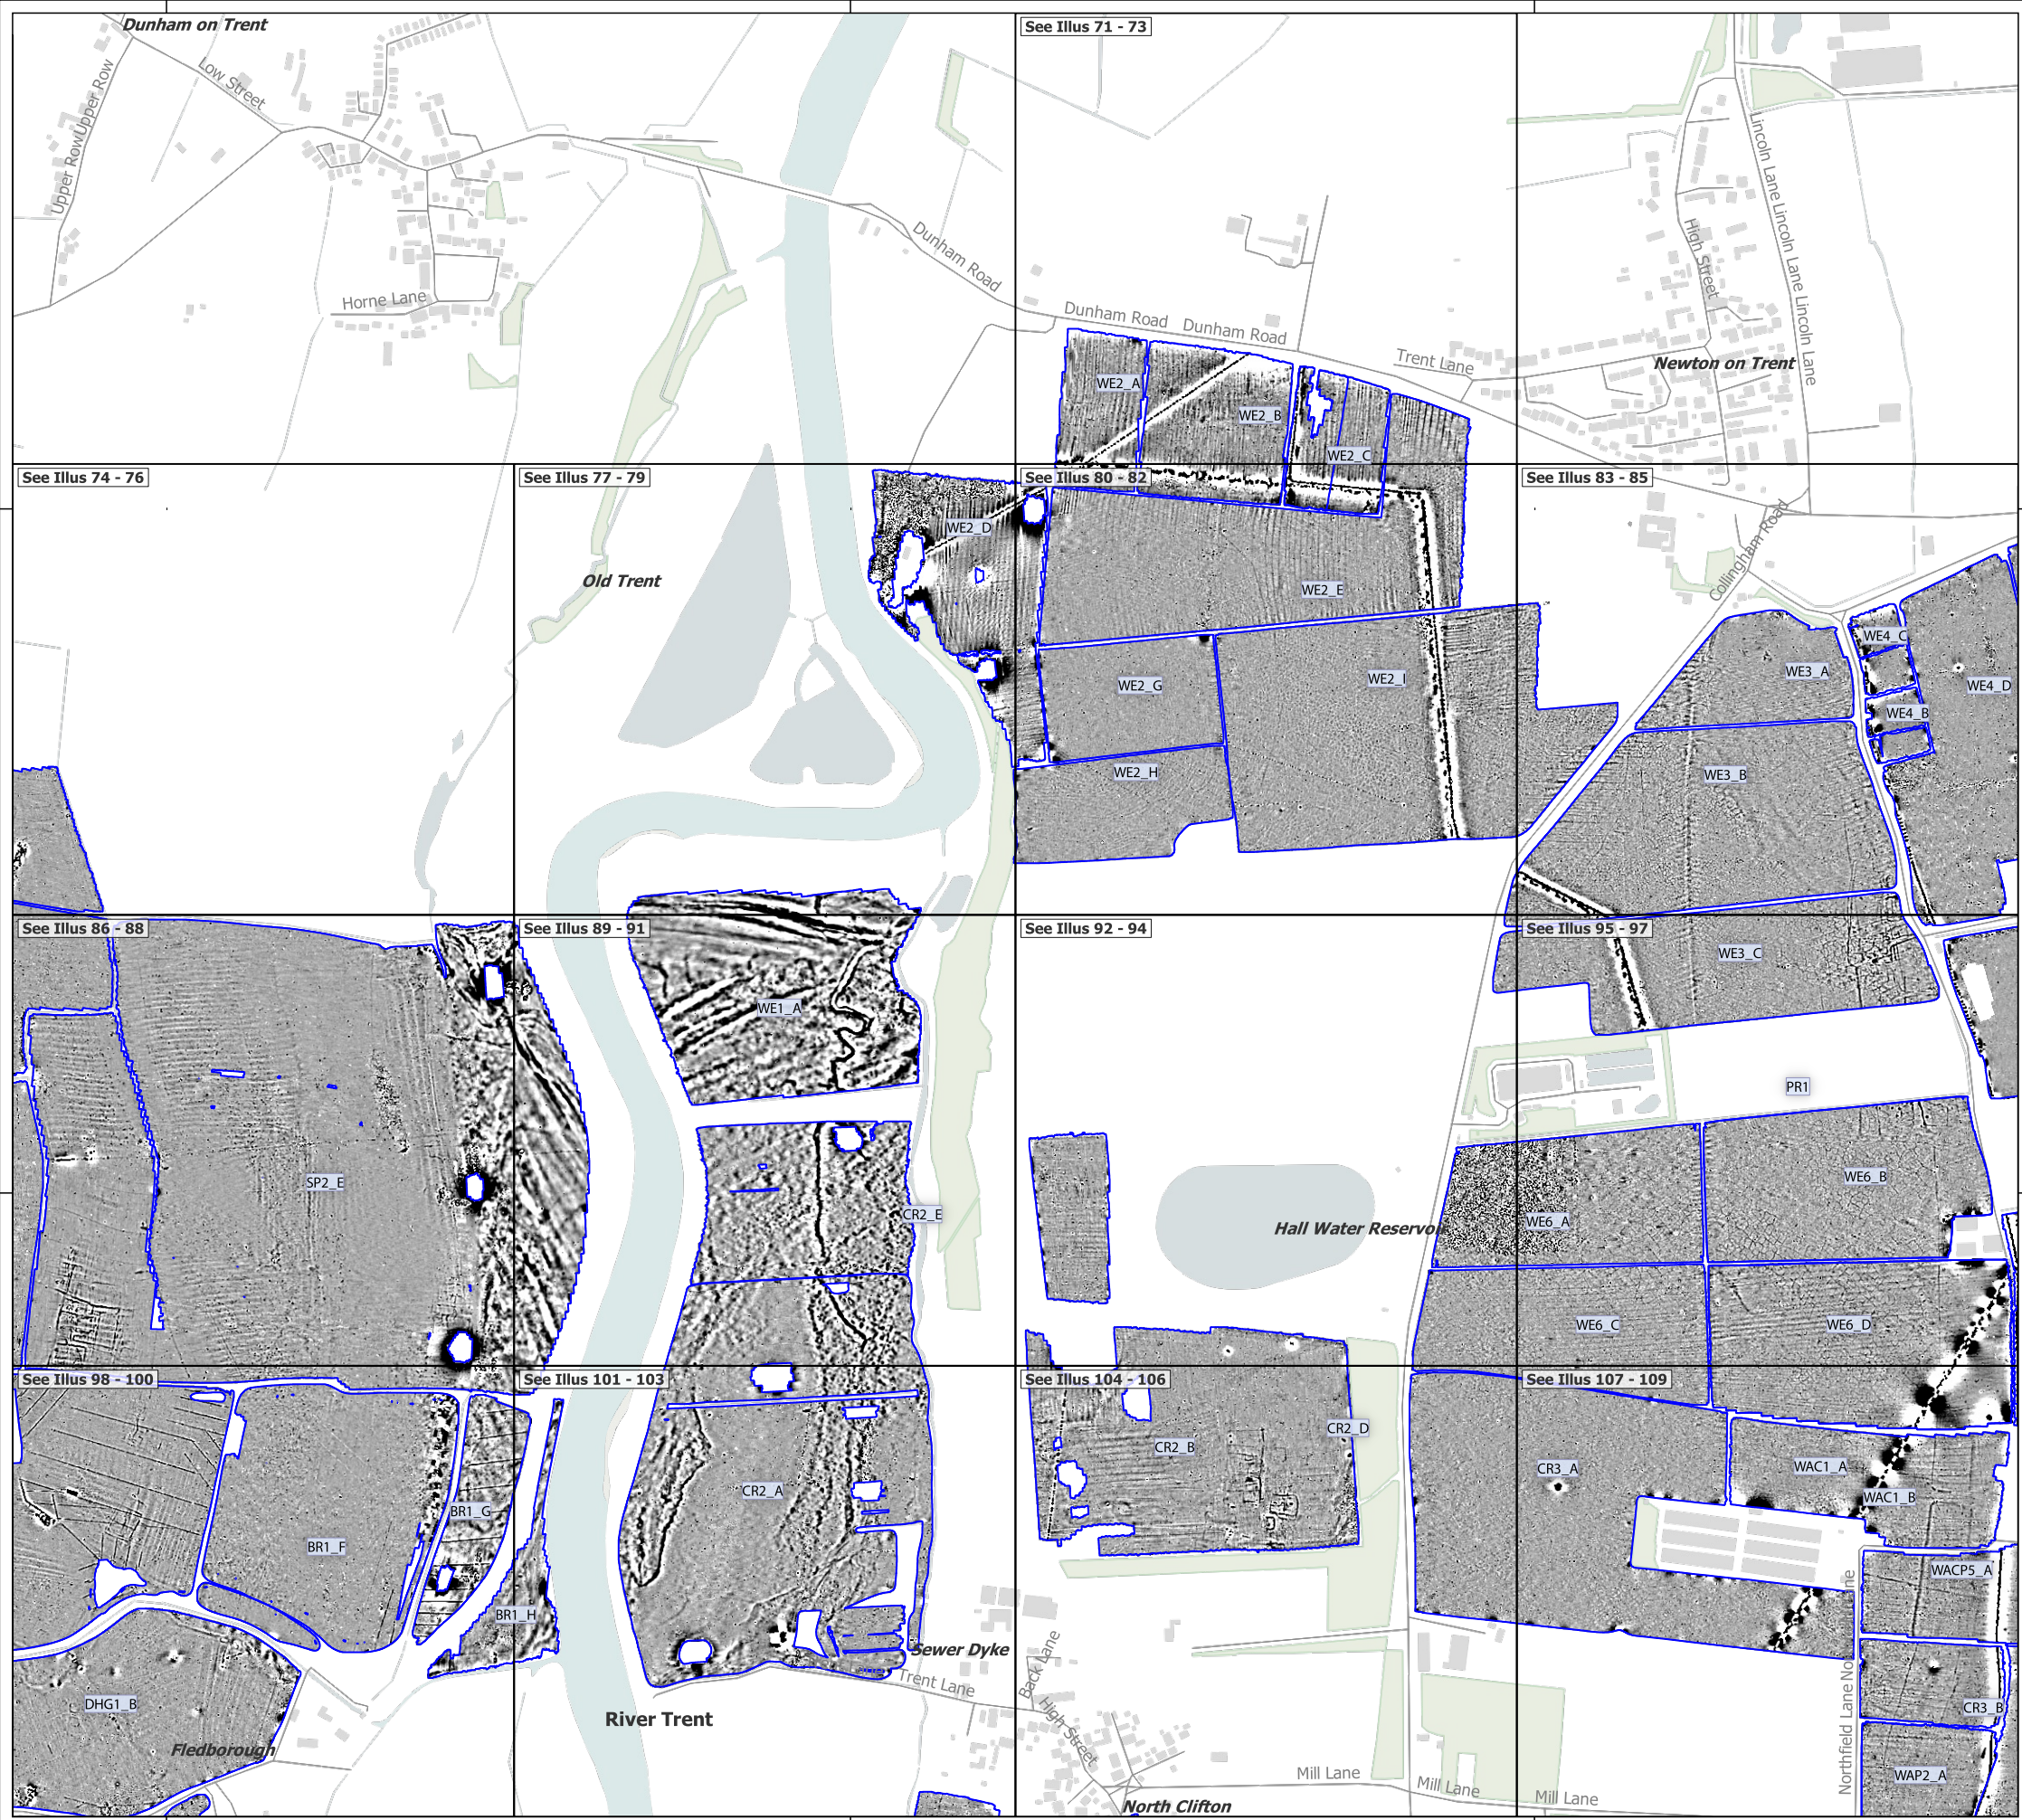 Dunham on Trent
See Illus 71 - 73
Upper Row
Upper Row
Low Street
Lincoln Lane
Lincoln Lane
Lincoln Lane
High Street
Dunham Road
Horne Lane
Dunham Road
Dunham Road
Trent Lane
Newton on Trent
WE2_A
WE2_B
WE2_C
See Illus 74 - 76
See Illus 77 - 79
See Illus 80 - 82
See Illus 83 - 85
WE2_D
Collingham Road
Old Trent
WE2_E
WE4_C
WE3_A
WE2_G
WE2_I
WE4_D
WE4_B
WE2_H
WE3_B
See Illus 86 - 88
See Illus 89 - 91
See Illus 92 - 94
See Illus 95 - 97
WE3_C
WE1_A
PR1
SP2_E
WE6_B
CR2_E
WE6_A
Hall Water Reservoir
WE6_C
WE6_D
See Illus 98 - 100
See Illus 101 - 103
See Illus 104 - 106
See Illus 107 - 109
CR2_D
CR2_B
CR3_A
WAC1_A
CR2_A
WAC1_B
BR1_G
BR1_F
WACP5_A
BR1_H
Sewer Dyke
Back Lane
Trent Lane
DHG1_B
CR3_B
River Trent
High Street
Northfield Lane
Fledborough
Mill Lane
WAP2_A
Mill Lane
Mill Lane
North Clifton